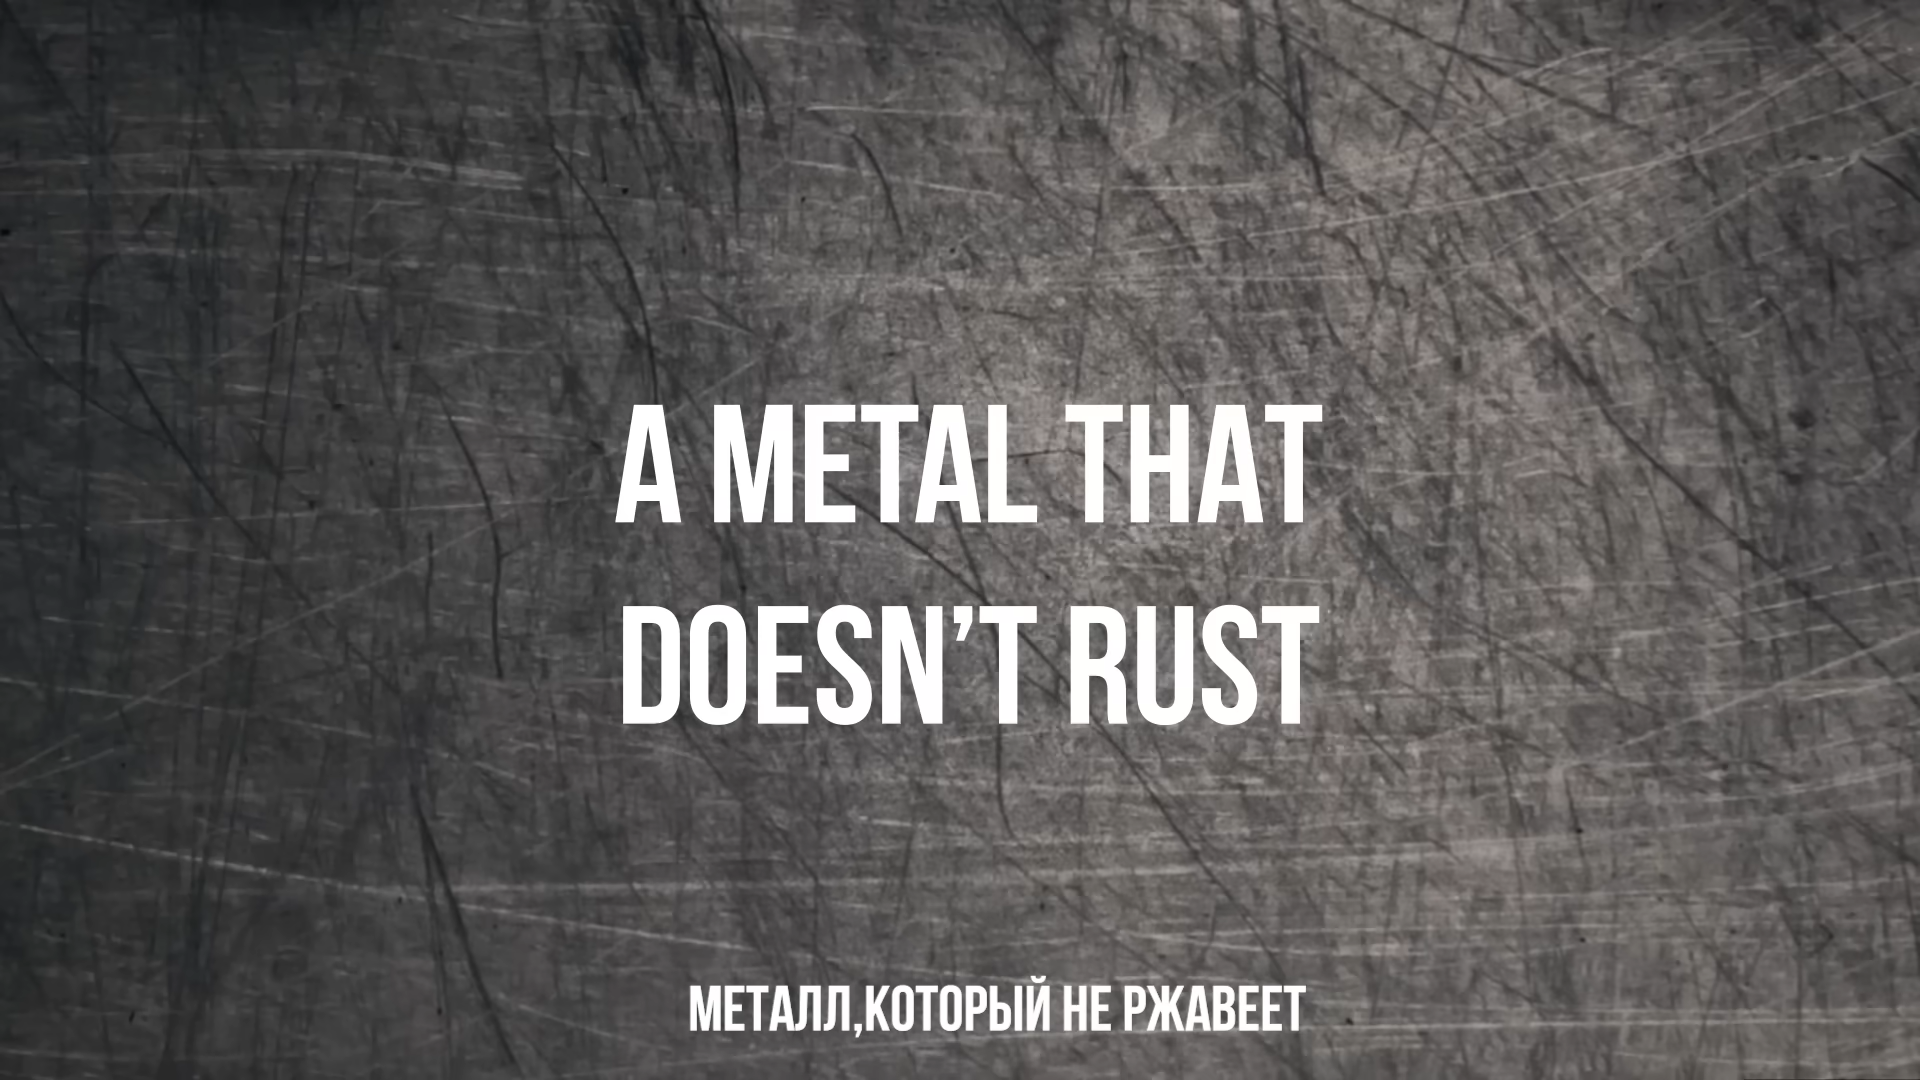 A METAL THAT
DOESN’T RUST
МЕТАЛЛ,КОТОРЫЙ НЕ РЖАВЕЕТ